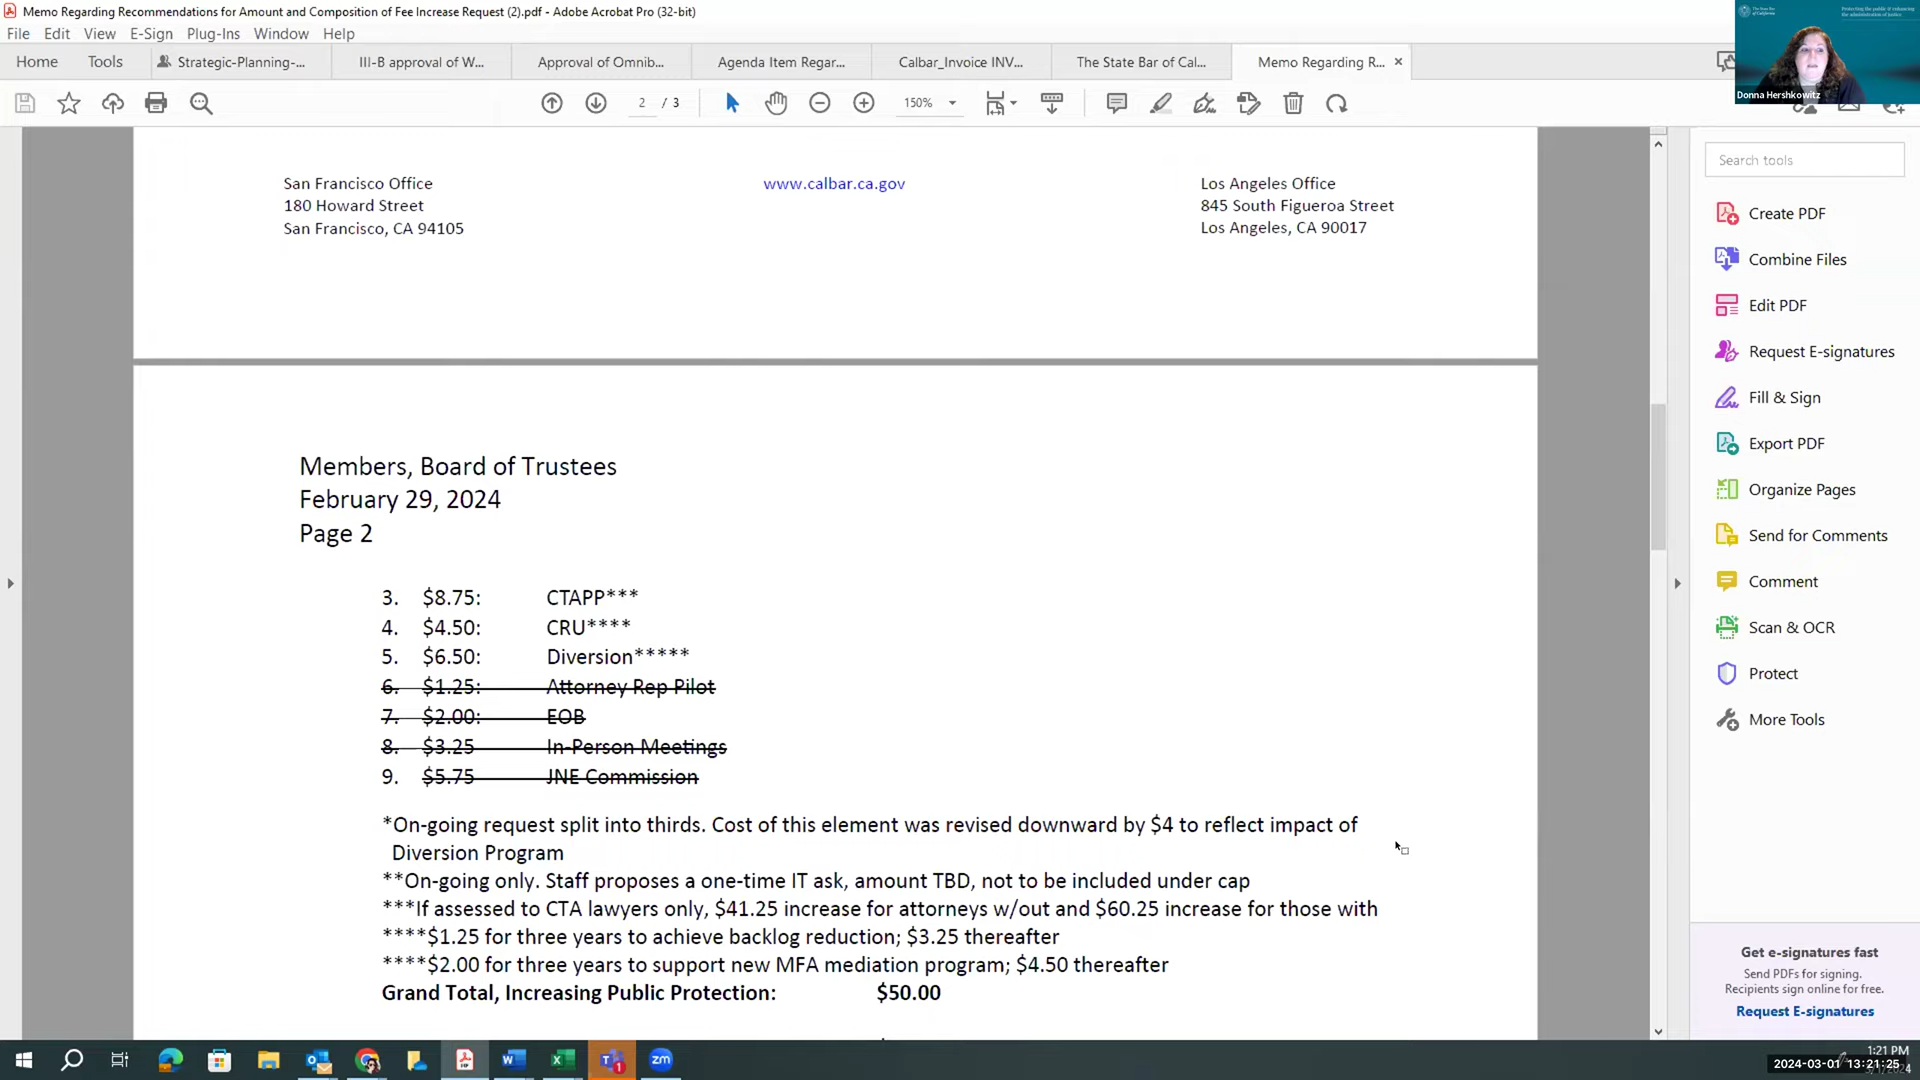 Memo Regarding Recommendations for Amount and Composition of Fee Increase Request (2).pdf - Adobe Acrobat Pro (32-bit)
File Edit View E-Sign Plug-Ins Window Help
Home Tools Strategic-Planning-... III-B approval of W... Approval of Omnib... Agenda Item Regar... Calbar_Invoice INV... The State Bar of Cal... Memo Regarding R... ×
Donna Hershkowitz
2 / 3 150%
San Francisco Office www.calbar.ca.gov Los Angeles Office
180 Howard Street 845 South Figueroa Street
San Francisco, CA 94105 Los Angeles, CA 90017
Members, Board of Trustees
February 29, 2024
Page 2
3. $8.75: CTAPP***
4. $4.50: CRU****
5. $6.50: Diversion*****
6. $1.25: Attorney Rep Pilot
7. $2.00: EOB
8. $3.25 In-Person Meetings
9. $5.75 JNE Commission
*On-going request split into thirds. Cost of this element was revised downward by $4 to reflect impact of
Diversion Program
**On-going only. Staff proposes a one-time IT ask, amount TBD, not to be included under cap
***If assessed to CTA lawyers only, $41.25 increase for attorneys w/out and $60.25 increase for those with
****$1.25 for three years to achieve backlog reduction; $3.25 thereafter
****$2.00 for three years to support new MFA mediation program; $4.50 thereafter
Grand Total, Increasing Public Protection: $50.00
Search tools
Create PDF
Combine Files
Edit PDF
Request E-signatures
Fill & Sign
Export PDF
Organize Pages
Send for Comments
Comment
Scan & OCR
Protect
More Tools
Get e-signatures fast
Send PDFs for signing.
Recipients sign online for free.
Request E-signatures
1:21 PM
2024-03-01 13:21:25